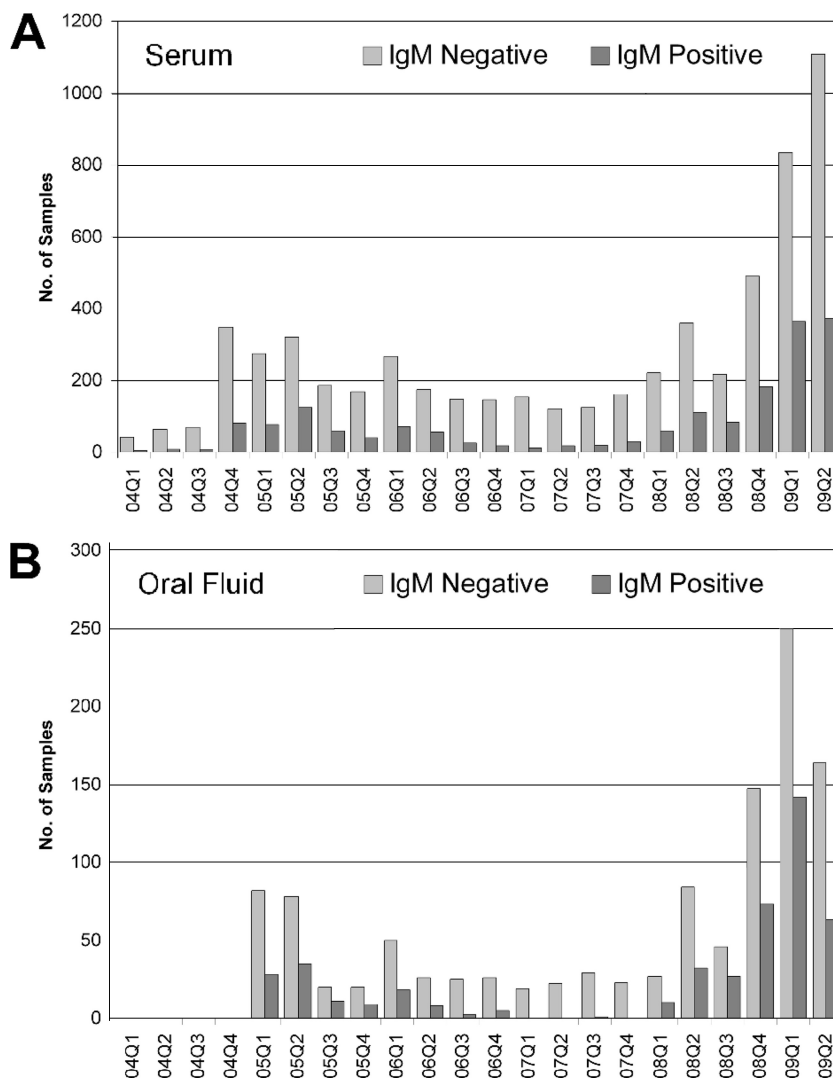 A
Serum
IgM Negative
IgM Positive
No. of Samples
1200
1000
800
600
400
200
0
04Q1
04Q2
04Q3
04Q4
05Q1
05Q2
05Q3
05Q4
06Q1
06Q2
06Q3
06Q4
07Q1
07Q2
07Q3
07Q4
08Q1
08Q2
08Q3
08Q4
09Q1
09Q2
B
Oral Fluid
IgM Negative
IgM Positive
No. of Samples
300
250
200
150
100
50
0
04Q1
04Q2
04Q3
04Q4
05Q1
05Q2
05Q3
05Q4
06Q1
06Q2
06Q3
06Q4
07Q1
07Q2
07Q3
07Q4
08Q1
08Q2
08Q3
08Q4
09Q1
09Q2